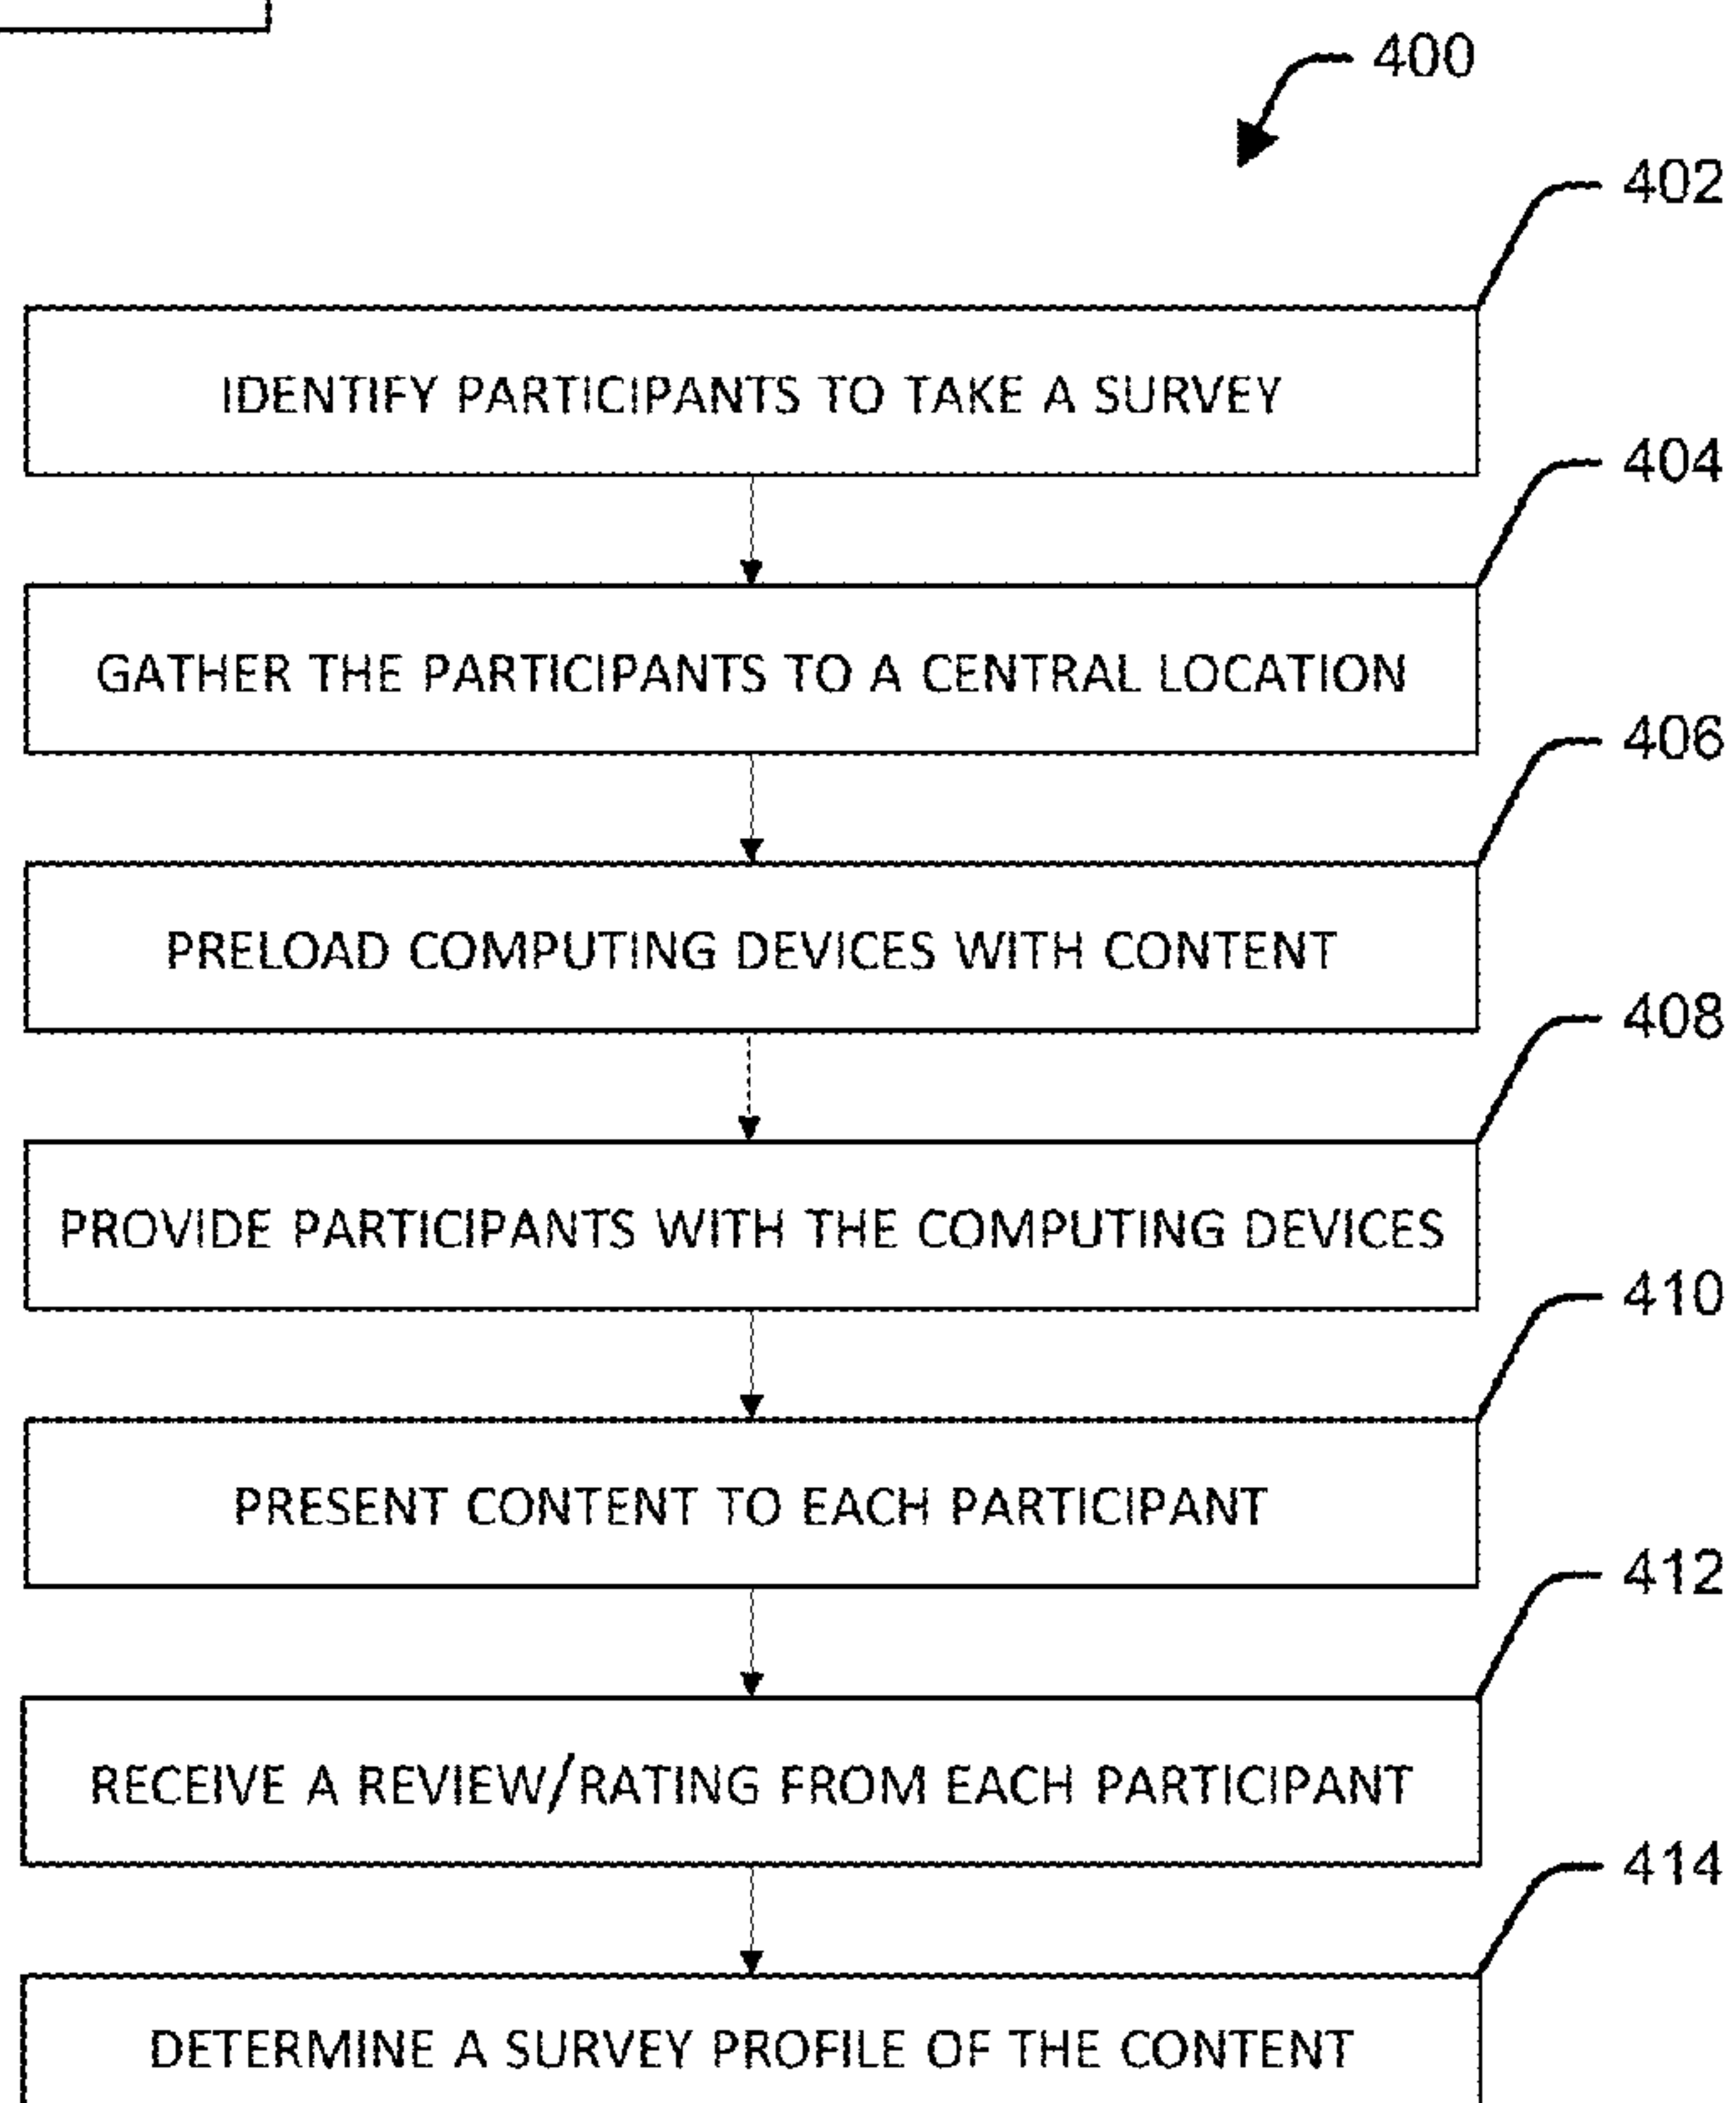 400
402
IDENTIFY PARTICIPANTS TO TAKE A SURVEY
404
GATHER THE PARTICIPANTS TO A CENTRAL LOCATION
406
PRELOAD COMPUTING DEVICES WITH CONTENT
408
PROVIDE PARTICIPANTS WITH THE COMPUTING DEVICES
410
PRESENT CONTENT TO EACH PARTICIPANT
412
RECEIVE A REVIEW/RATING FROM EACH PARTICIPANT
414
DETERMINE A SURVEY PROFILE OF THE CONTENT